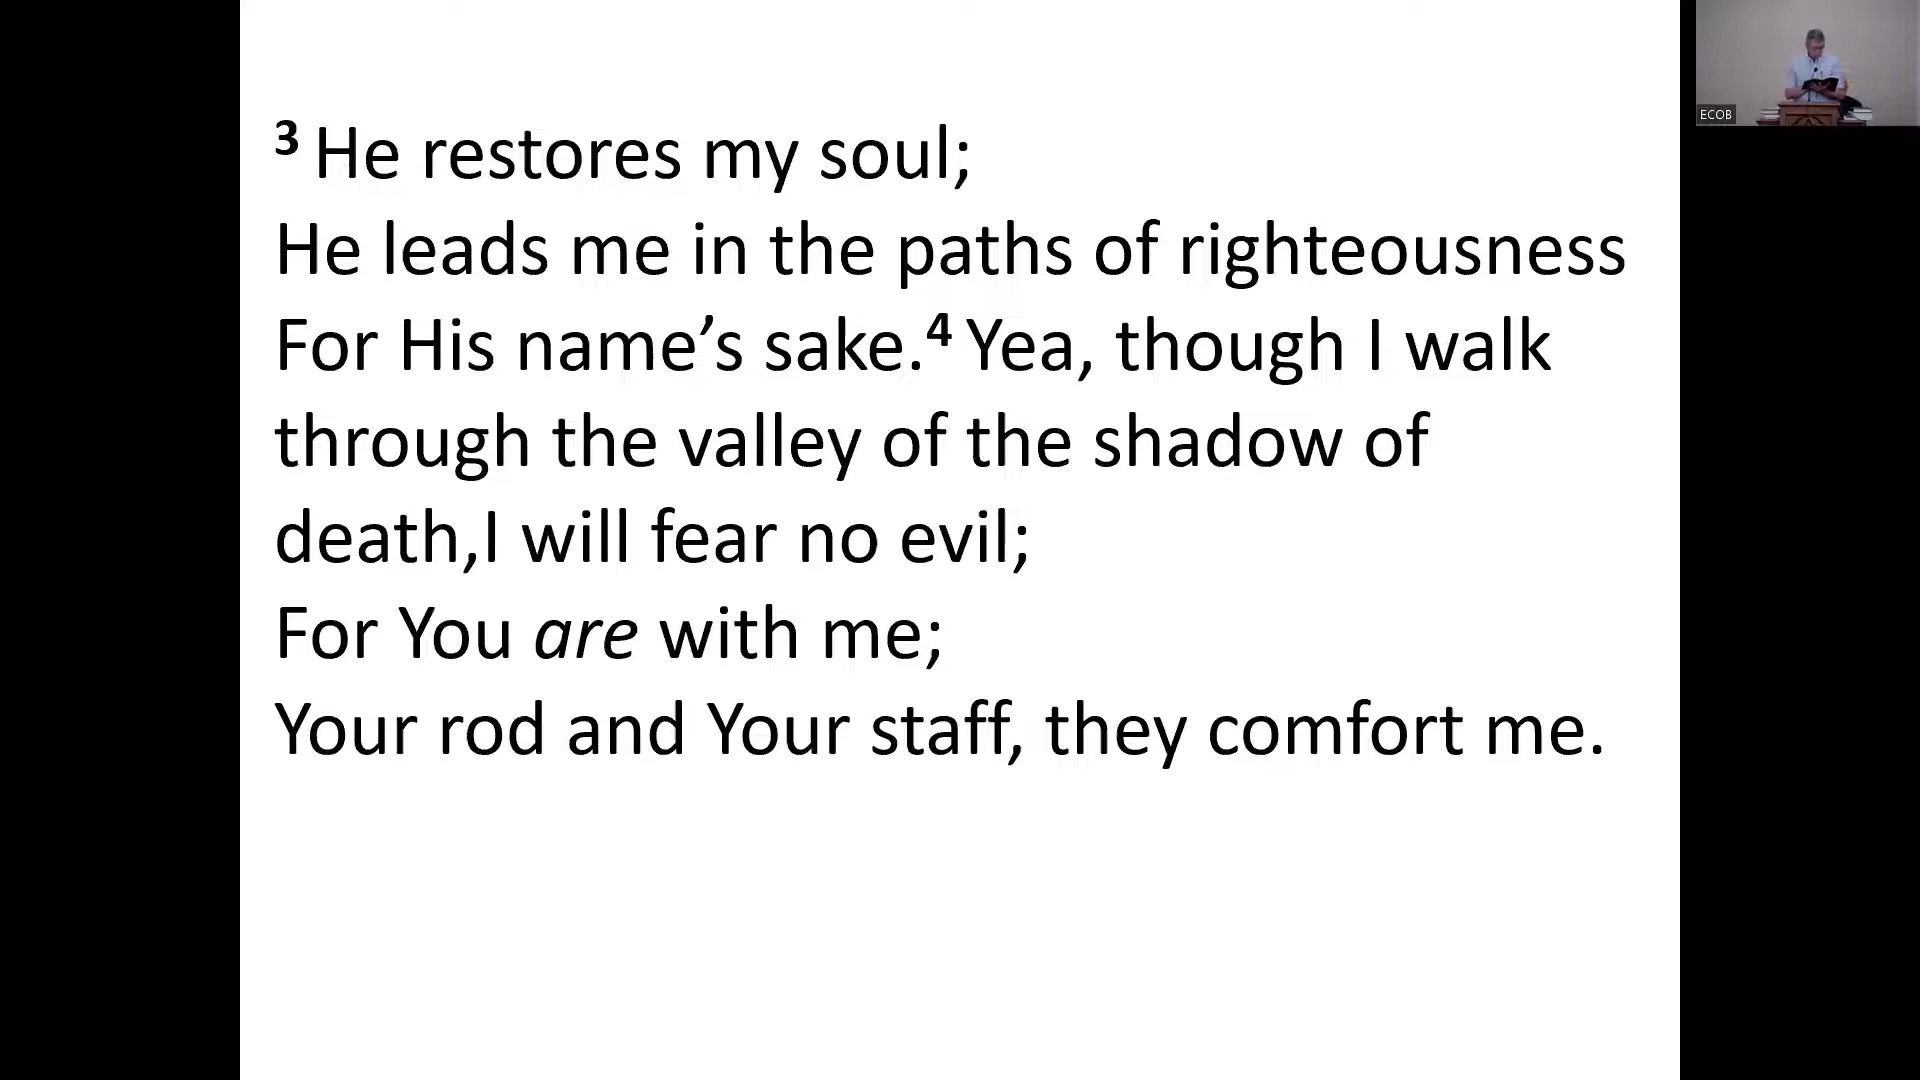 3 He restores my soul;
He leads me in the paths of righteousness
For His name’s sake.4 Yea, though I walk
through the valley of the shadow of
death,I will fear no evil;
For You are with me;
Your rod and Your staff, they comfort me.
ECOB